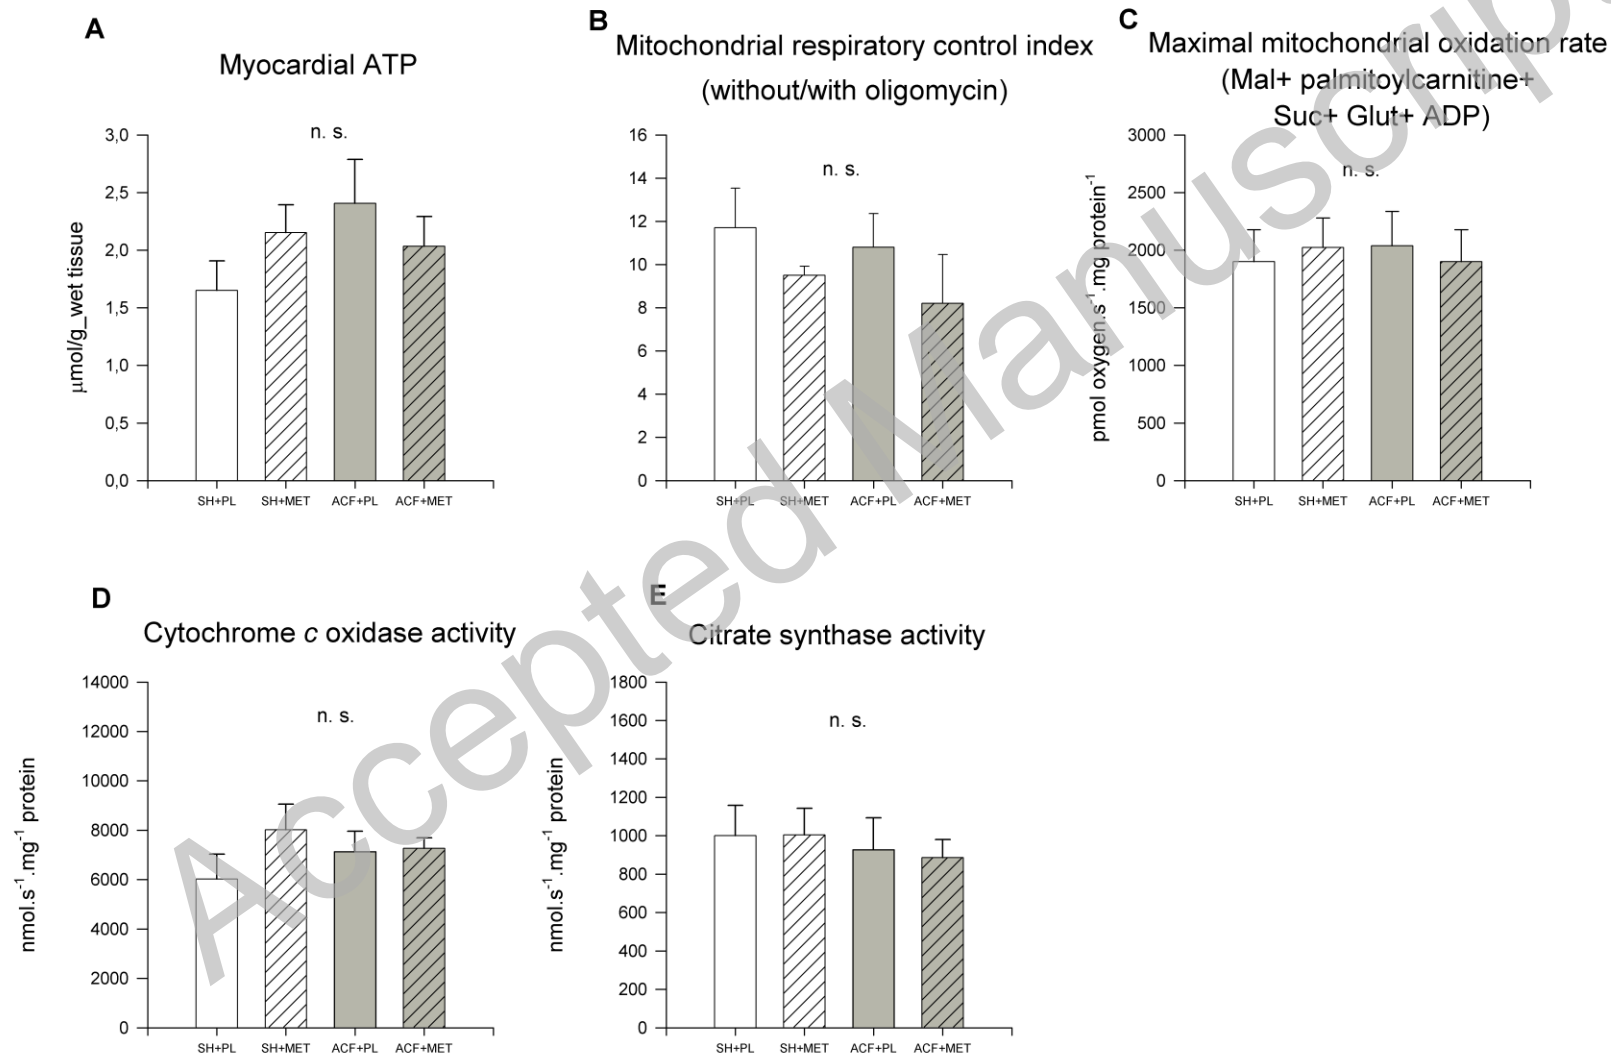 A
Myocardial ATP
n. s.
3,0
2,5
2,0
1,5
1,0
0,5
0,0
μmol/g_wet tissue
SH+PL SH+MET ACF+PL ACF+MET
B
Mitochondrial respiratory control index
(without/with oligomycin)
n. s.
16
14
12
10
8
6
4
2
0
SH+PL SH+MET ACF+PL ACF+MET
C
Maximal mitochondrial oxidation rate
(Mal+ palmitoylcarnitine+
Suc+ Glut+ ADP)
n. s.
3000
2500
2000
1500
1000
500
0
pmol oxygen.s⁻¹.mg protein⁻¹
SH+PL SH+MET ACF+PL ACF+MET
D
Cytochrome c oxidase activity
n. s.
14000
12000
10000
8000
6000
4000
2000
0
nmol.s⁻¹.mg⁻¹ protein
SH+PL SH+MET ACF+PL ACF+MET
E
Citrate synthase activity
n. s.
1800
1600
1400
1200
1000
800
600
400
200
0
nmol.s⁻¹.mg⁻¹ protein
SH+PL SH+MET ACF+PL ACF+MET
Accepted Manuscript